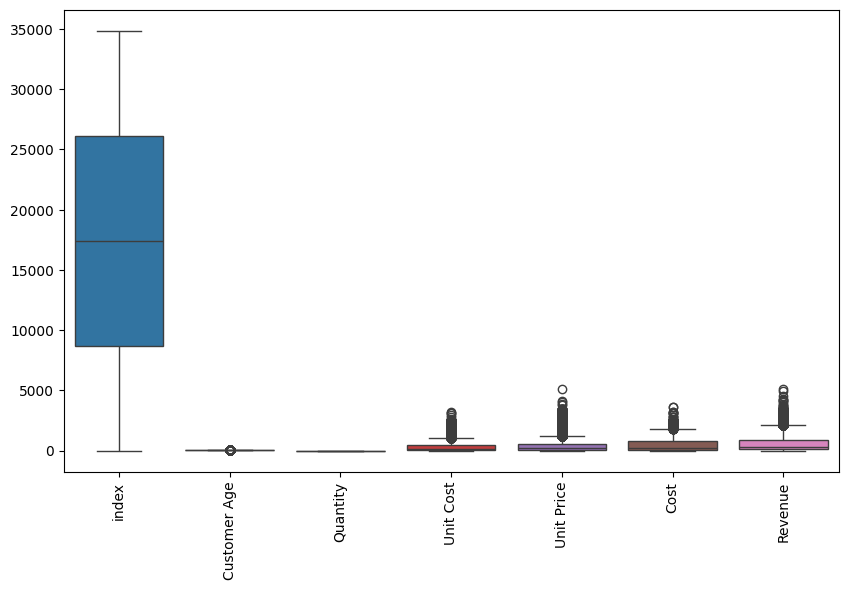 35000
30000
25000
20000
15000
10000
5000
0
index
Customer Age
Quantity
Unit Cost
Unit Price
Cost
Revenue